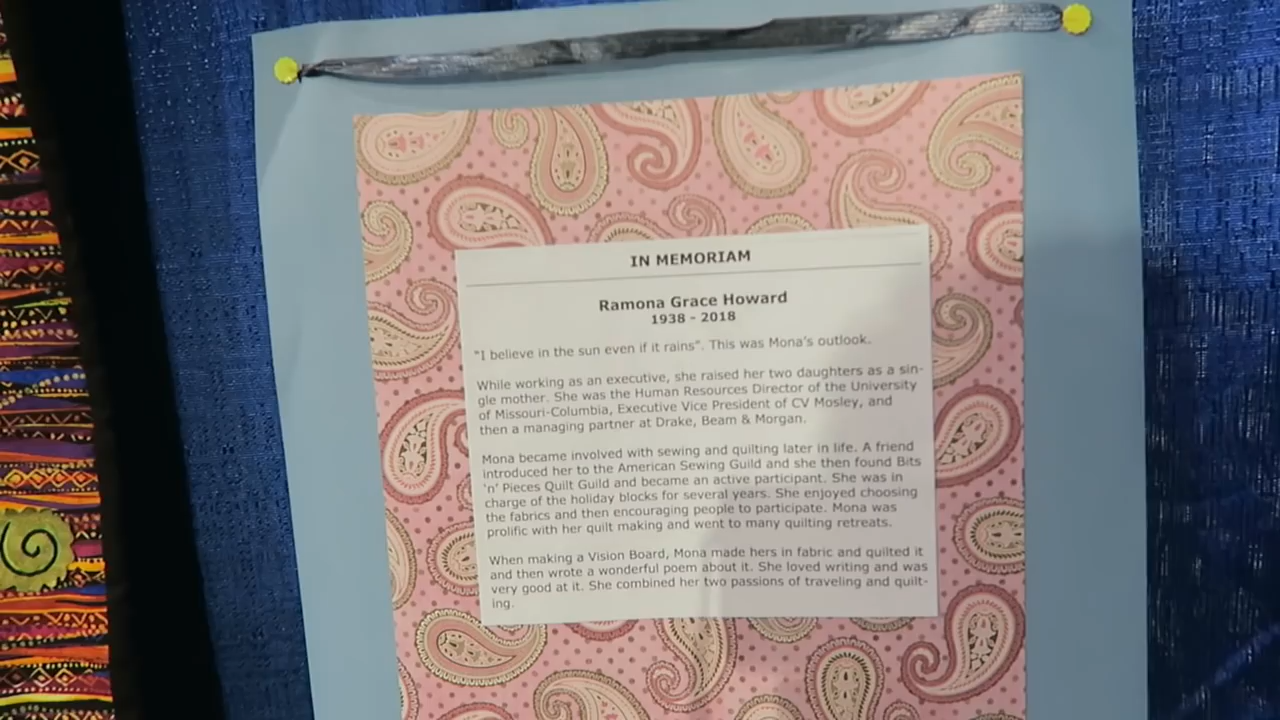 IN MEMORIAM
Ramona Grace Howard
1938 - 2018
"I believe in the sun even if it rains". This was Mona's outlook.
While working as an executive, she raised her two daughters as a sin-
gle mother. She was the Human Resources Director of the University
of Missouri-Columbia, Executive Vice President of CV Mosley, and
then a managing partner at Drake, Beam & Morgan.
Mona became involved with sewing and quilting later in life. A friend
introduced her to the American Sewing Guild and she then found Bits
'n' Pieces Quilt Guild and became an active participant. She was in
charge of the holiday blocks for several years. She enjoyed choosing
the fabrics and then encouraging people to participate. Mona was
prolific with her quilt making and went to many quilting retreats.
When making a Vision Board, Mona made hers in fabric and quilted it
and then wrote a wonderful poem about it. She loved writing and was
very good at it. She combined her two passions of traveling and quilt-
ing.